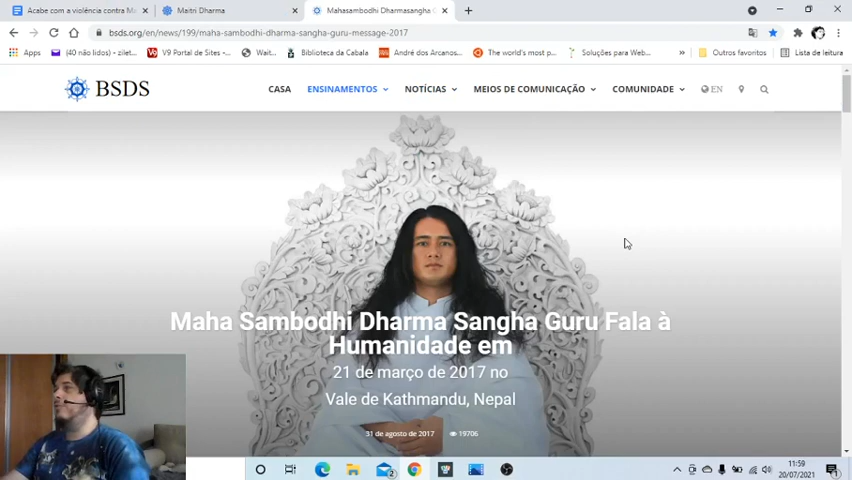 Acabe com a violência contra Ma
Maitri Dharma
Mahasambodhi Dharmasangha G
bsds.org/en/news/199/maha-sambodhi-dharma-sangha-guru-message-2017
Apps
(40 não lidos) – zilet...
V9 Portal de Sites -...
Wait...
Biblioteca da Cabala
André dos Arcanos...
The world's most p...
Soluções para Web...
»
Outros favoritos
Lista de leitura
BSDS
CASA
ENSINAMENTOS
NOTÍCIAS
MEIOS DE COMUNICAÇÃO
COMUNIDADE
EN
Maha Sambodhi Dharma Sangha Guru Fala à
Humanidade em
21 de março de 2017 no
Vale de Kathmandu, Nepal
31 de agosto de 2017
19706
2
11:59
20/07/2021
1